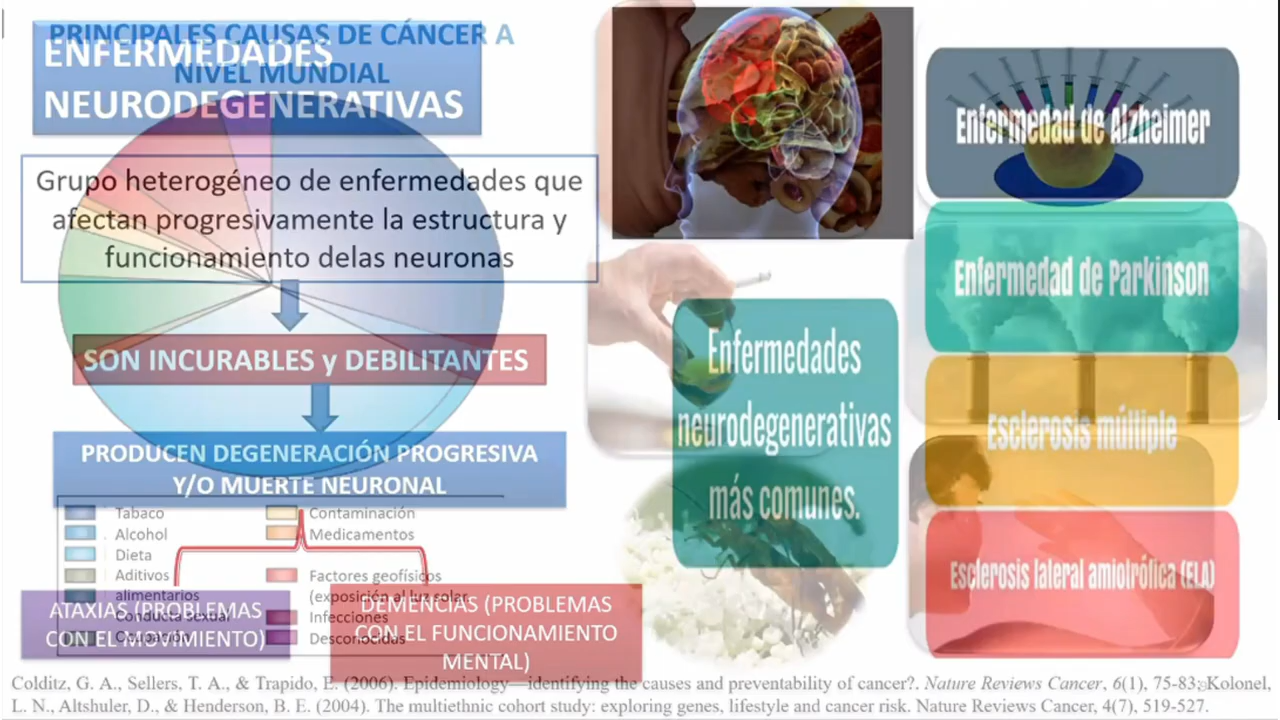 PRINCIPALES CAUSAS DE CÁNCER A
NIVEL MUNDIAL
ENFERMEDADES
NEURODEGENERATIVAS
Grupo heterogéneo de enfermedades que
afectan progresivamente la estructura y
funcionamiento delas neuronas
SON INCURABLES y DEBILITANTES
PRODUCEN DEGENERACIÓN PROGRESIVA
Y/O MUERTE NEURONAL
Tabaco
Alcohol
Dieta
Aditivos
alimentarios
Conducta sexual
Contaminación
Medicamentos
Factores geofísicos
(exposición al luz solar
Infecciones
Desconocidas
ATAXIAS (PROBLEMAS
CON EL MOVIMIENTO)
DEMENCIAS (PROBLEMAS
CON EL FUNCIONAMIENTO
MENTAL)
Enfermedades
neurodegenerativas
más comunes.
Enfermedad de Alzheimer
Enfermedad de Parkinson
Esclerosis múltiple
Esclerosis lateral amiotrófica (ELA)
Colditz, G. A., Sellers, T. A., & Trapido, E. (2006). Epidemiology—identifying the causes and preventability of cancer?. Nature Reviews Cancer, 6(1), 75-83. Kolonel,
L. N., Altshuler, D., & Henderson, B. E. (2004). The multiethnic cohort study: exploring genes, lifestyle and cancer risk. Nature Reviews Cancer, 4(7), 519-527.